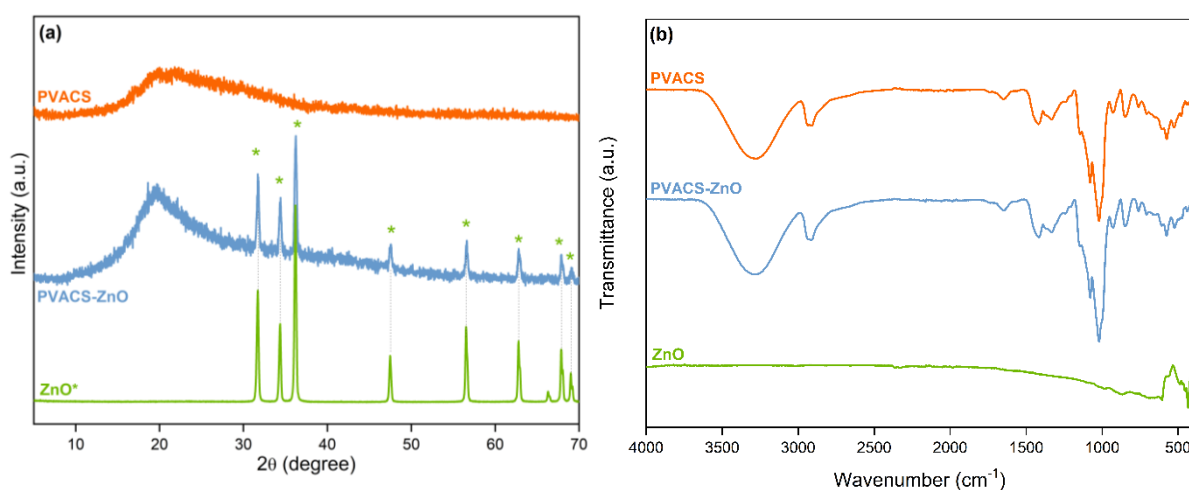 (a)
PVACS
PVACS-ZnO
ZnO*
Intensity (a.u.)
* * * * * * * *
10 20 30 40 50 60 70
2θ (degree)
(b)
PVACS
PVACS-ZnO
ZnO
Transmittance (a.u.)
4000 3500 3000 2500 2000 1500 1000 500
Wavenumber (cm⁻¹)